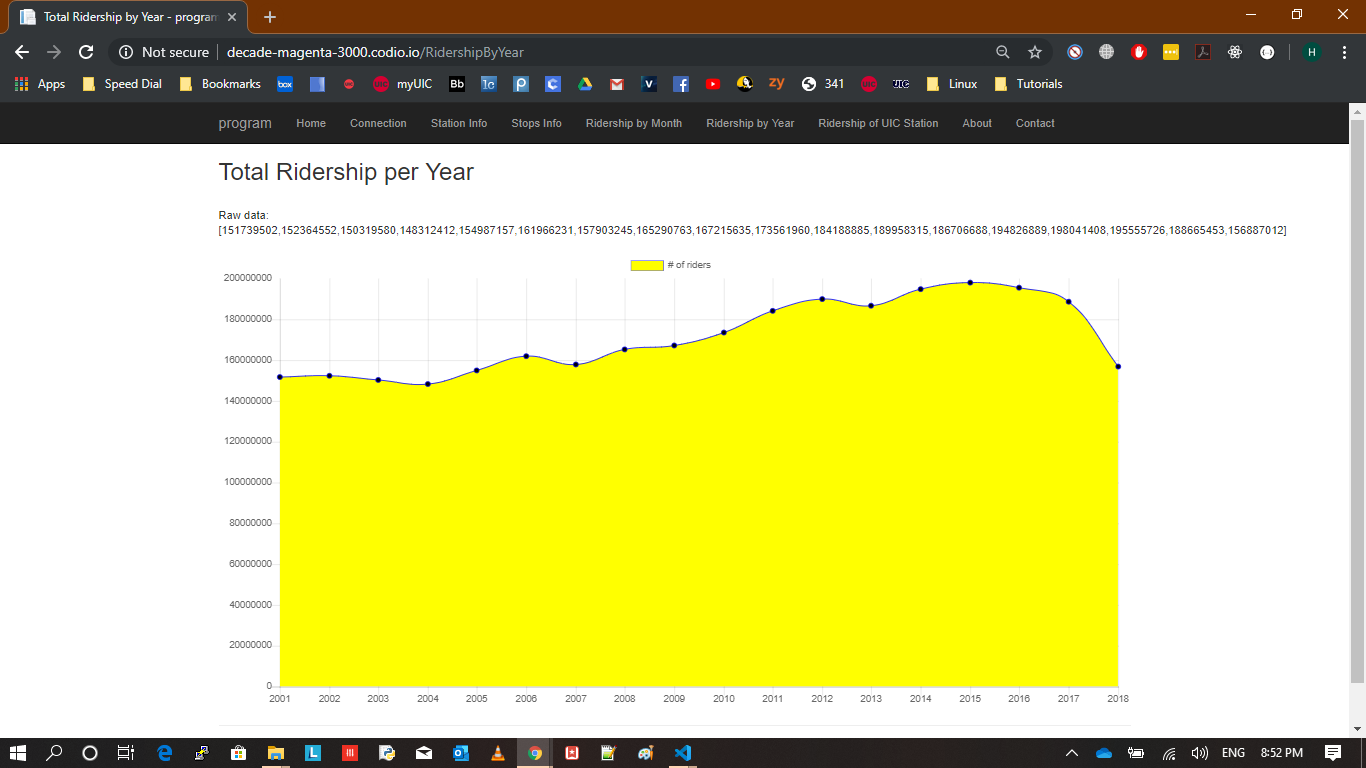 Total Ridership by Year - program
Not secure decade-magenta-3000.codio.io/RidershipByYear H
Apps Speed Dial Bookmarks box myUIC Bb zy 341 UIC Linux Tutorials
program Home Connection Station Info Stops Info Ridership by Month Ridership by Year Ridership of UIC Station About Contact
Total Ridership per Year
Raw data:
[151739502,152364552,150319580,148312412,154987157,161966231,157903245,165290763,167215635,173561960,184188885,189958315,186706688,194826889,198041408,195555726,188665453,156887012]
# of riders
200000000
180000000
160000000
140000000
120000000
100000000
80000000
60000000
40000000
20000000
0
2001 2002 2003 2004 2005 2006 2007 2008 2009 2010 2011 2012 2013 2014 2015 2016 2017 2018
ENG 8:52 PM